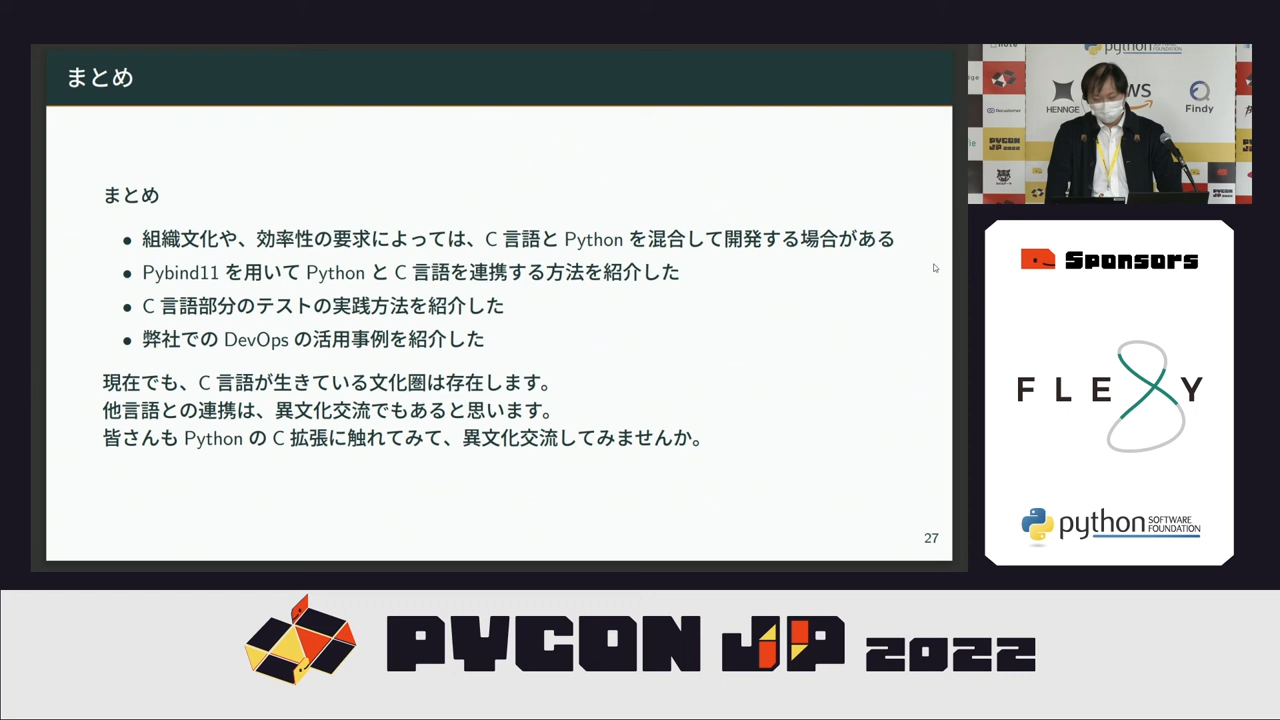 まとめ
まとめ
• 組織文化や、効率性の要求によっては、C 言語と Python を混合して開発する場合がある
• Pybind11 を用いて Python と C 言語を連携する方法を紹介した
• C 言語部分のテストの実践方法を紹介した
• 弊社での DevOps の活用事例を紹介した
現在でも、C 言語が生きている文化圏は存在します。
他言語との連携は、異文化交流でもあると思います。
皆さんも Python の C 拡張に触れてみて、異文化交流してみませんか。
27
python SOFTWARE FOUNDATION
HENNGE
Findy
PYCON
JP 2022
Sponsors
FLEXY
python
SOFTWARE
FOUNDATION
PYCON JP 2022